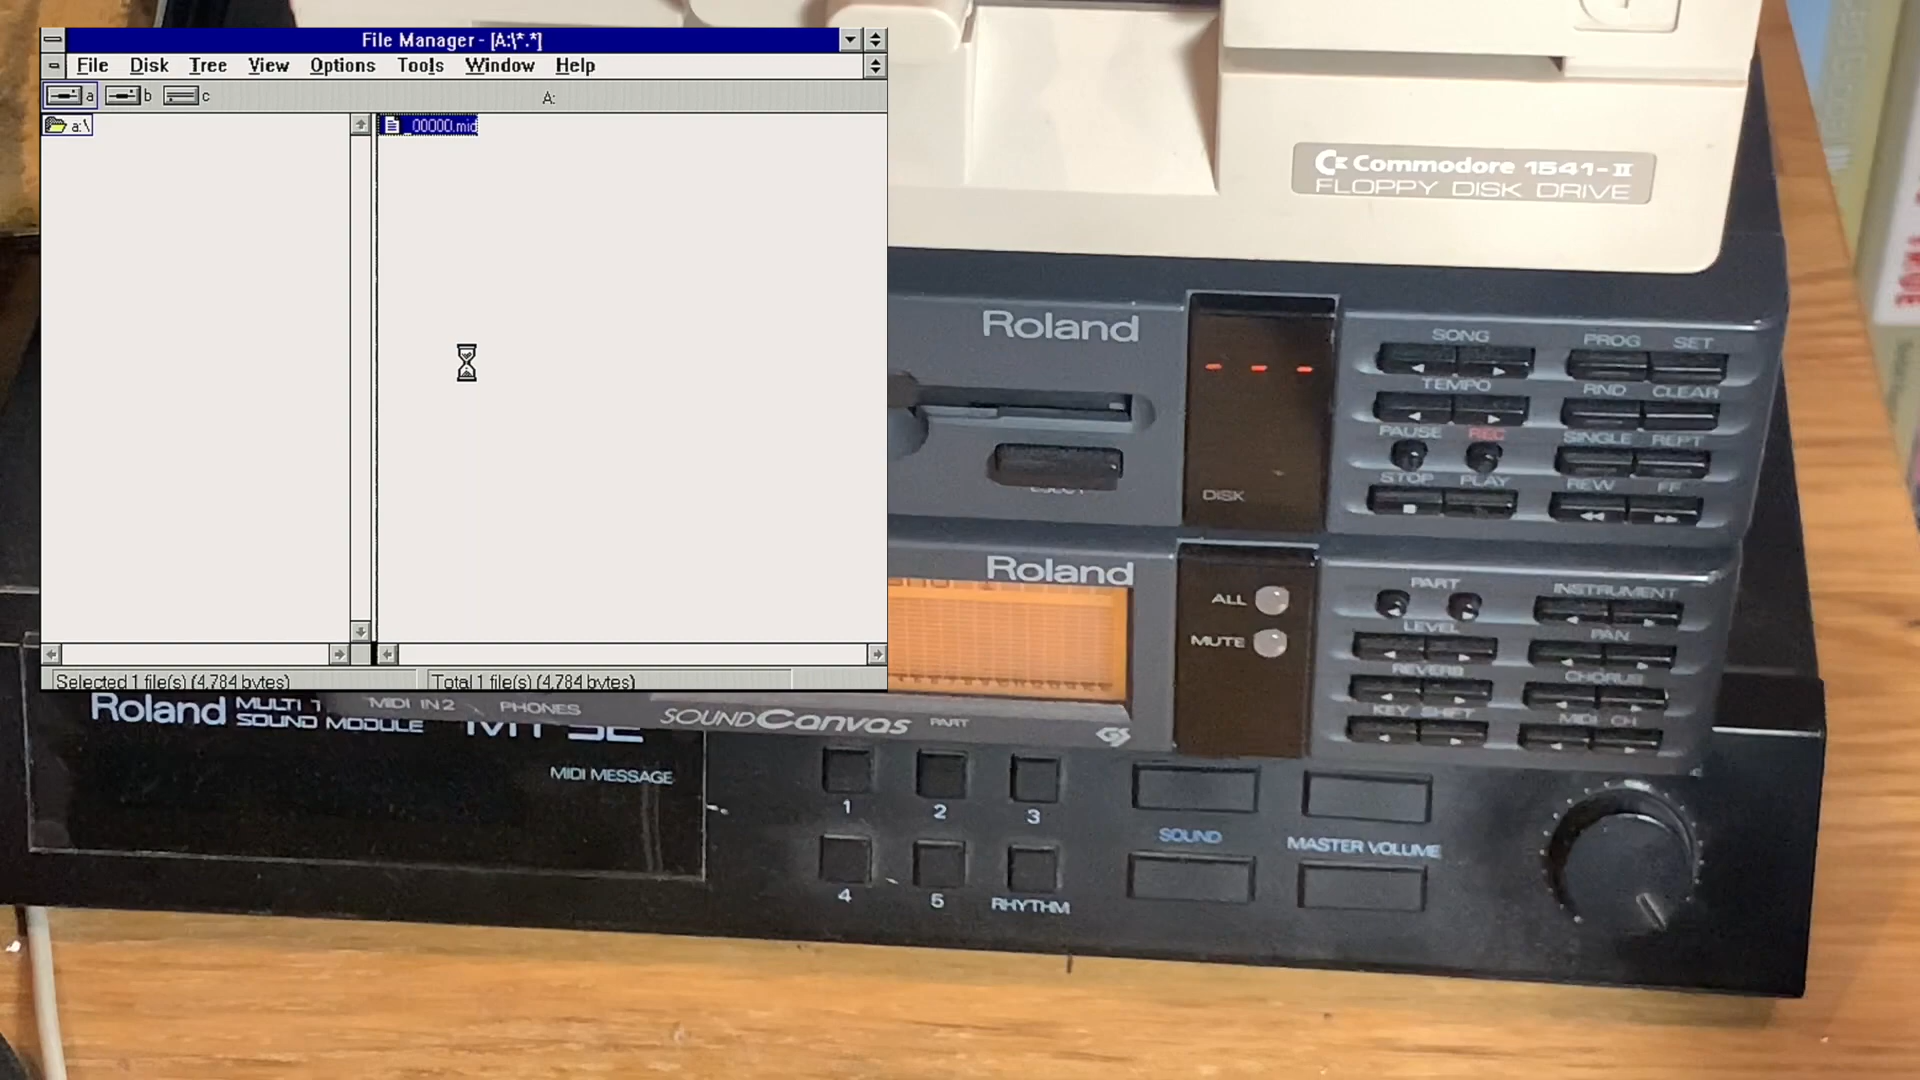 File Manager - [A:\*.*]
File Disk Tree View Options Tools Window Help
a b c A:
a:\
_00000.mid
Selected 1 file(s) (4,784 bytes) Total 1 file(s) (4,784 bytes)
Commodore 1541-II
FLOPPY DISK DRIVE
Roland
DISK
SONG
PROG SET
TEMPO
RND CLEAR
PAUSE REC
SINGLE REPT
STOP PLAY
REW FF
EJECT
Roland
ALL
MUTE
PART
INSTRUMENT
LEVEL
PAN
REVERB
CHORUS
KEY SHIFT
MIDI CH
MIDI IN2 PHONES
SOUND Canvas
PART
GS
Roland
MULTI
SOUND MODULE
MIDI MESSAGE
1 2 3
4 5 RHYTHM
SOUND
MASTER VOLUME